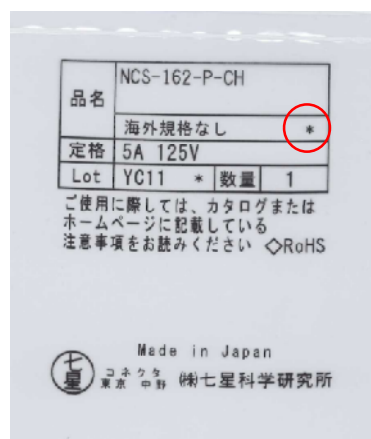 品名 NCS-162-P-CH
海外規格なし *
定格 5A 125V
Lot YC11 * 数量 1
ご使用に際しては、カタログまたは
ホームページに記載している
注意事項をお読みください ◇RoHS
Made in Japan
七星 コネクタ 東京 中野 ㈱七星科学研究所